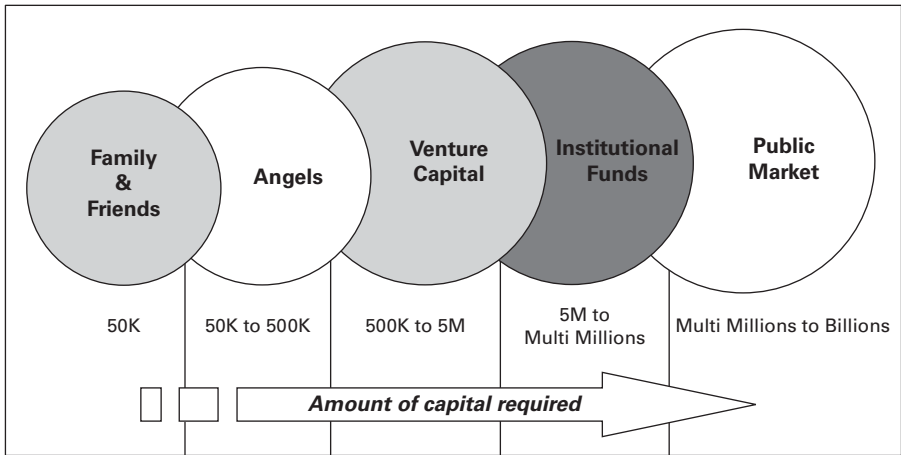 Family
&
Friends
Angels
Venture
Capital
Institutional
Funds
Public
Market
50K
50K to 500K
500K to 5M
5M to
Multi Millions
Multi Millions to Billions
Amount of capital required